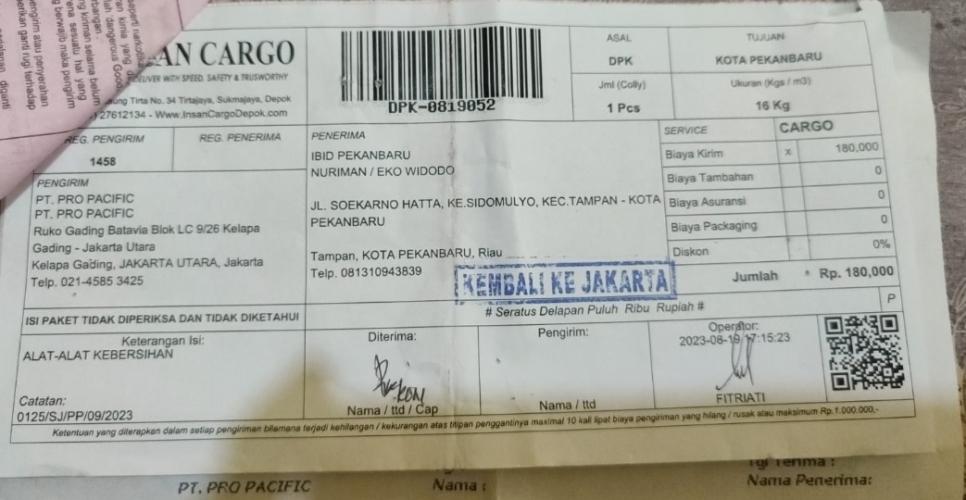 CARGO
DELIVER WITH SPEED, SAFETY & TRUSWORTHY
Tirta No. 34 Tirtajaya, Sukmajaya, Depok
27612134 - Www.InsanCargoDepok.com
DPK-0819052
ASAL
DPK
TUJUAN
KOTA PEKANBARU
Jml (Colly)
1 Pcs
Ukuran (Kgs / m3)
16 Kg
REG. PENGIRIM
1458
REG. PENERIMA
PENGIRIM
PT. PRO PACIFIC
PT. PRO PACIFIC
Ruko Gading Batavia Blok LC 9/26 Kelapa
Gading - Jakarta Utara
Kelapa Gading, JAKARTA UTARA, Jakarta
Telp. 021-4585 3425
PENERIMA
IBID PEKANBARU
NURIMAN / EKO WIDODO
JL. SOEKARNO HATTA, KE.SIDOMULYO, KEC.TAMPAN - KOTA
PEKANBARU
Tampan, KOTA PEKANBARU, Riau
Telp. 081310943839
KEMBALI KE JAKARTA
SERVICE CARGO
Biaya Kirim x 180,000
Biaya Tambahan 0
Biaya Asuransi 0
Biaya Packaging 0
Diskon 0%
Jumlah * Rp. 180,000
P
# Seratus Delapan Puluh Ribu Rupiah #
ISI PAKET TIDAK DIPERIKSA DAN TIDAK DIKETAHUI
Keterangan Isi:
ALAT-ALAT KEBERSIHAN
Catatan:
0125/SJ/PP/09/2023
Diterima:
Nama / ttd / Cap
Pengirim:
Nama / ttd
Operator:
2023-08-19 17:15:23
FITRIATI
Ketentuan yang diterapkan dalam setiap pengiriman bilamana terjadi kehilangan / kekurangan atas titipan penggantinya maximal 10 kali lipat biaya pengiriman yang hilang / rusak atau maksimum Rp.1.000.000,-
PT. PRO PACIFIC
Nama :
Tgl Terima :
Nama Penerima: